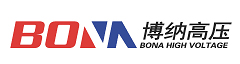 BONA 博纳高压
BONA HIGH VOLTAGE